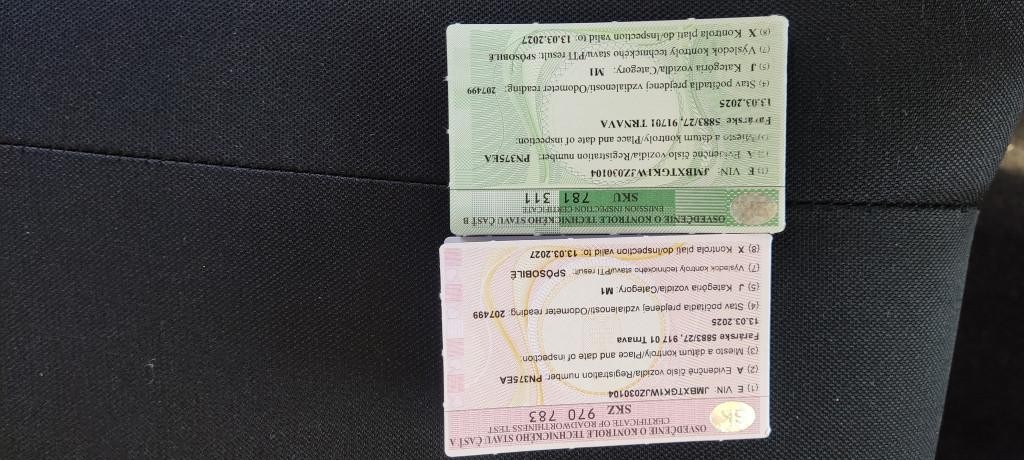 OSVEDČENIE O KONTROLE TECHNICKÉHO STAVU ČASŤ A
CERTIFICATE OF ROADWORTHINESS TEST
SK
SKZ 970 783
(1) E VIN: JMBXTGK1WJZ030104
(2) A Evidenčné číslo vozidla/Registration number: PN375EA
(3) Miesto a dátum kontroly/Place and date of inspection:
Farárske 5883/27, 917 01 Trnava
13.03.2025
(4) Stav počítadla prejdenej vzdialenosti/Odometer reading: 207499
(5) J Kategória vozidla/Category: M1
(7) Výsledok kontroly technického stavu/PTI result: SPÔSOBILÉ
(8) X Kontrola platí do/Inspection valid to: 13.03.2027
OSVEDČENIE O KONTROLE TECHNICKÉHO STAVU ČASŤ B
EMISSION INSPECTION CERTIFICATE
SKU 781 311
(1) E VIN: JMBXTGK1WJZ030104
(2) A Evidenčné číslo vozidla/Registration number: PN375EA
(3) Miesto a dátum kontroly/Place and date of inspection:
Farárske 5883/27, 91701 TRNAVA
13.03.2025
(4) Stav počítadla prejdenej vzdialenosti/Odometer reading: 207499
(5) J Kategória vozidla/Category: M1
(7) Výsledok kontroly technického stavu/PTI result: SPÔSOBILÉ
(8) X Kontrola platí do/Inspection valid to: 13.03.2027